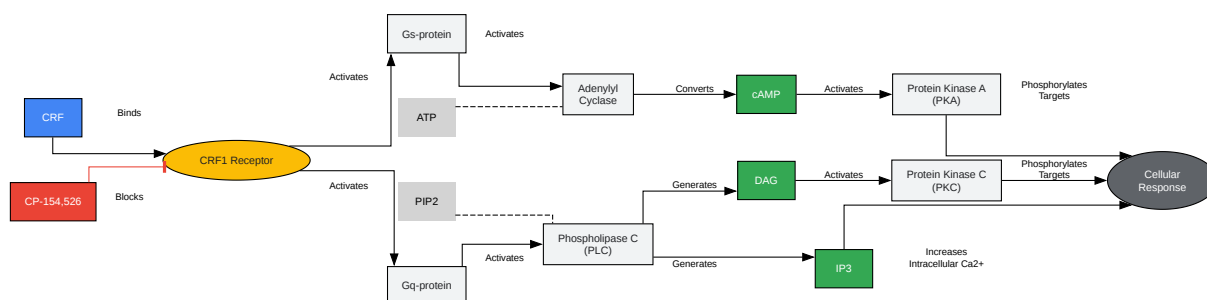 Gs-protein
Activates
Activates
Adenylyl
Cyclase
Converts
cAMP
Activates
Protein Kinase A
(PKA)
Phosphorylates
Targets
ATP
CRF
Binds
CRF1 Receptor
CP-154,526
Blocks
Activates
PIP2
Generates
DAG
Activates
Protein Kinase C
(PKC)
Phosphorylates
Targets
Cellular
Response
Phospholipase C
(PLC)
Activates
Generates
IP3
Increases
Intracellular Ca2+
Gq-protein